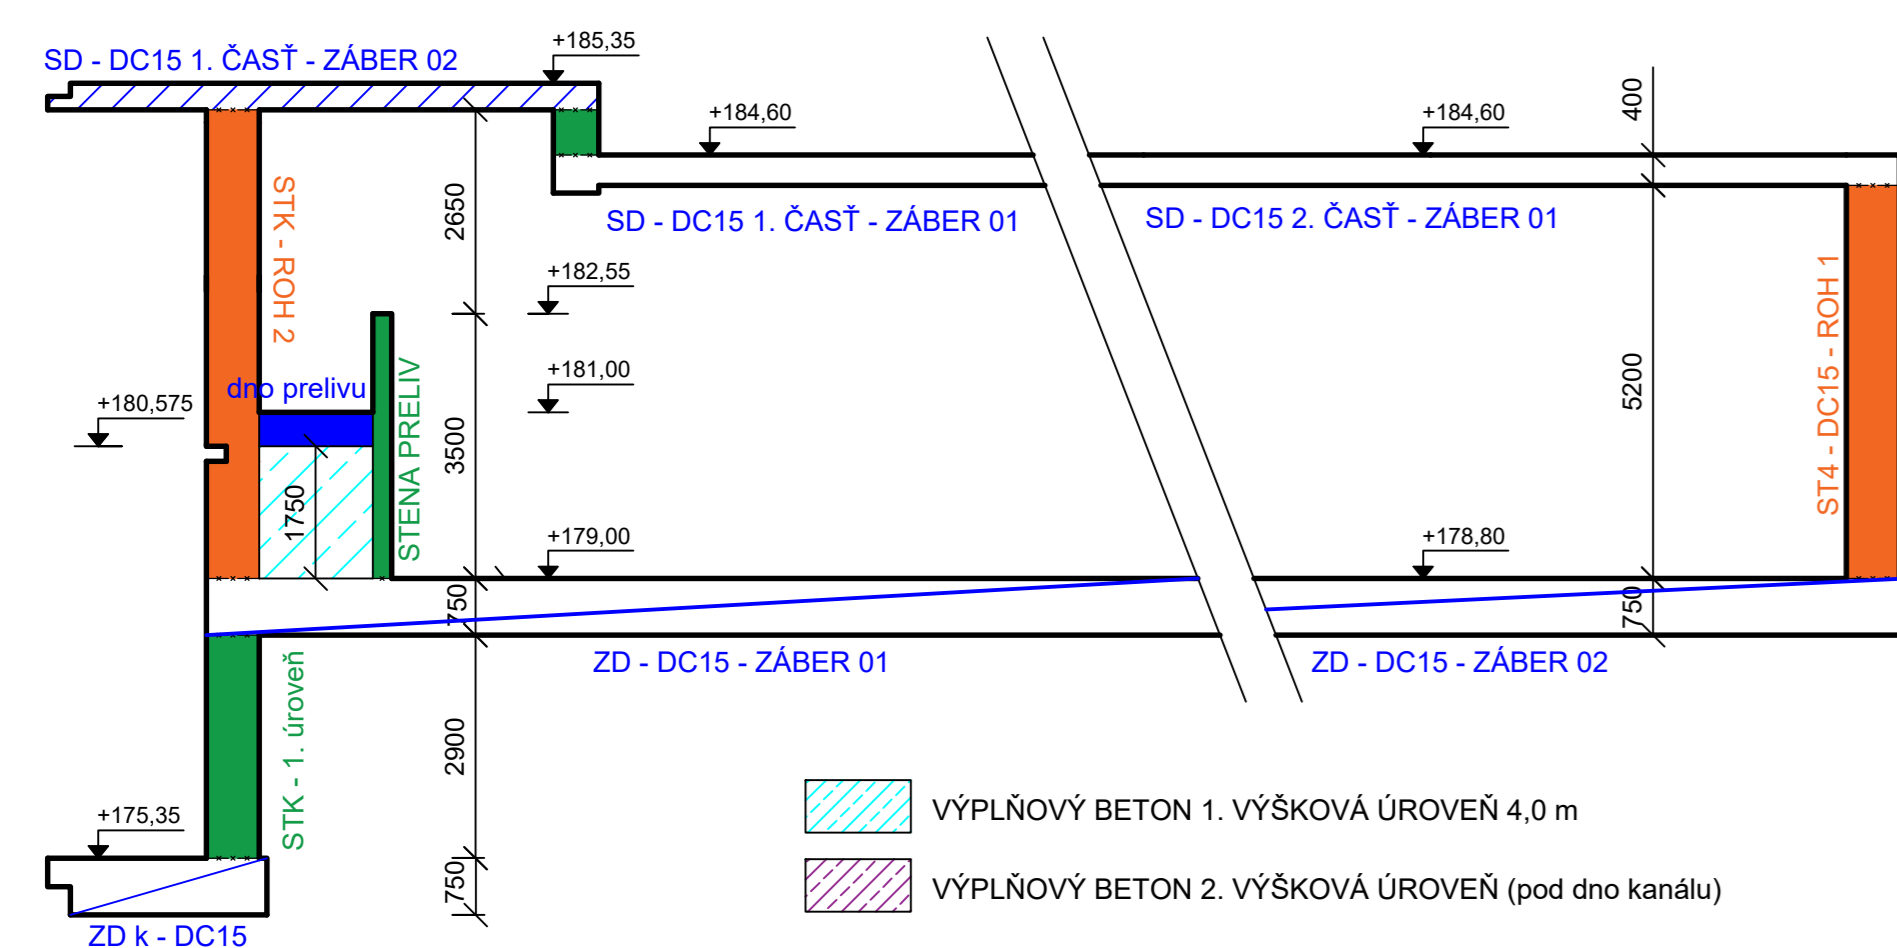 SD - DC15 1. ČASŤ - ZÁBER 02
+185,35
+184,60
+184,60
400
STK - ROH 2
2650
SD - DC15 1. ČASŤ - ZÁBER 01
SD - DC15 2. ČASŤ - ZÁBER 01
+182,55
+181,00
dno prelivu
+180,575
STENA PRELIV
3500
1750
5200
ST4 - DC15 - ROH 1
+179,00
+178,80
750
750
ZD - DC15 - ZÁBER 01
ZD - DC15 - ZÁBER 02
STK - 1. úroveň
2900
+175,35
VÝPLŇOVÝ BETON 1. VÝŠKOVÁ ÚROVEŇ 4,0 m
750
VÝPLŇOVÝ BETON 2. VÝŠKOVÁ ÚROVEŇ (pod dno kanálu)
ZD k - DC15